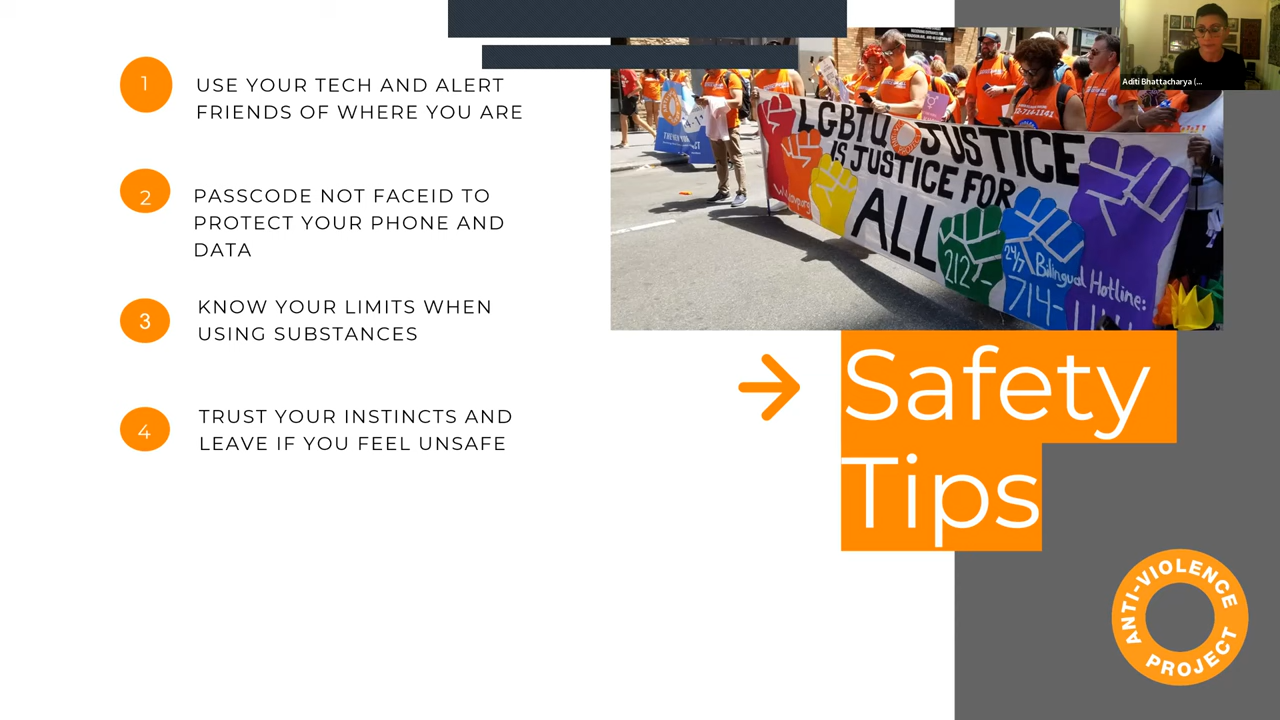 1
USE YOUR TECH AND ALERT
FRIENDS OF WHERE YOU ARE
2
PASSCODE NOT FACEID TO
PROTECT YOUR PHONE AND
DATA
3
KNOW YOUR LIMITS WHEN
USING SUBSTANCES
4
TRUST YOUR INSTINCTS AND
LEAVE IF YOU FEEL UNSAFE
Aditi Bhattacharya (...
LGBTQ JUSTICE
IS JUSTICE FOR
ALL
212-
24/7 Bilingual Hotline:
714-
Safety
Tips
ANTI-VIOLENCE
PROJECT